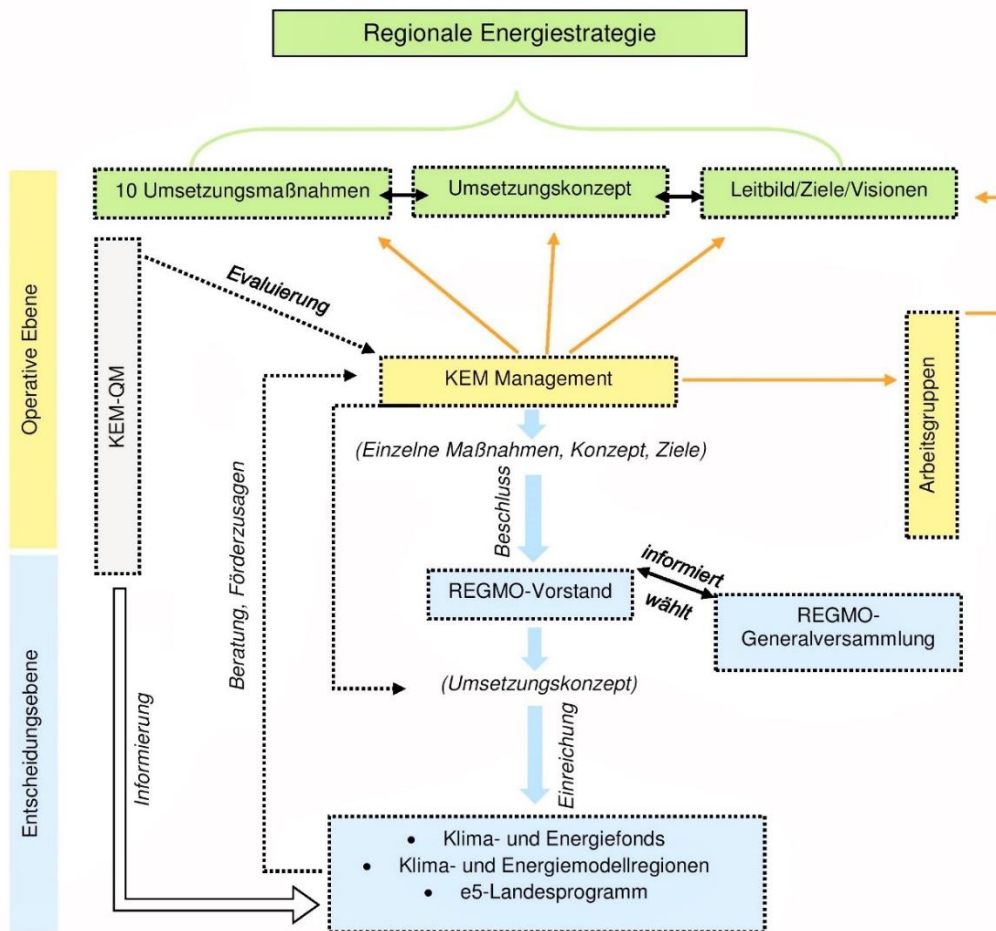 Regionale Energiestrategie
10 Umsetzungsmaßnahmen
Umsetzungskonzept
Leitbild/Ziele/Visionen
Operative Ebene
KEM-QM
Evaluierung
KEM Management
Arbeitsgruppen
(Einzelne Maßnahmen, Konzept, Ziele)
Beschluss
Beratung, Förderzusagen
Entscheidungsebene
REGMO-Vorstand
informiert
wählt
REGMO-
Generalversammlung
(Umsetzungskonzept)
Informierung
Einreichung
• Klima- und Energiefonds
• Klima- und Energiemodellregionen
• e5-Landesprogramm